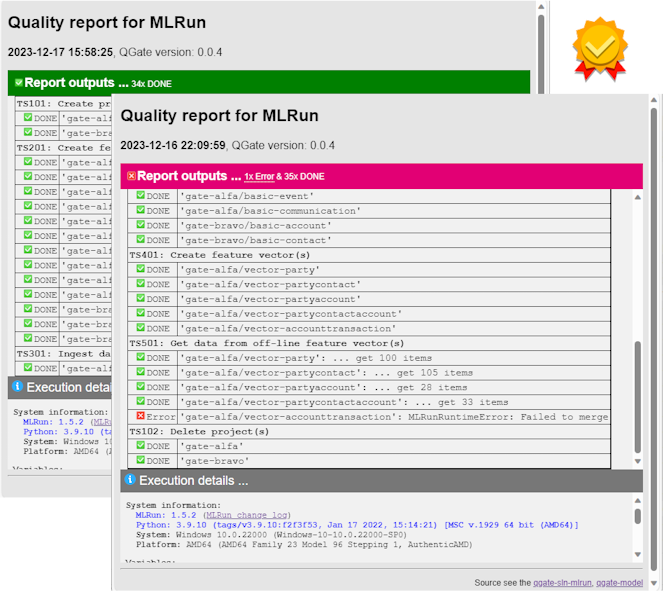 Quality report for MLRun
2023-12-17 15:58:25, QGate version: 0.0.4
Report outputs ... 34x DONE
TS101: Create pr
DONE 'gate-alf
DONE 'gate-bra
TS201: Create fe
DONE 'gate-alf
DONE 'gate-alf
DONE 'gate-alf
DONE 'gate-alf
DONE 'gate-alf
DONE 'gate-alf
DONE 'gate-alf
DONE 'gate-alf
DONE 'gate-alf
DONE 'gate-alf
DONE 'gate-bra
DONE 'gate-bra
TS301: Ingest da
DONE 'gate-alf
Execution detai
System information:
MLRun: 1.5.2 (MLR
Python: 3.9.10 (ta
System: Windows 10
Platform: AMD64 (A
Variables:
Quality report for MLRun
2023-12-16 22:09:59, QGate version: 0.0.4
Report outputs ... 1x Error & 35x DONE
DONE 'gate-alfa/basic-event'
DONE 'gate-alfa/basic-communication'
DONE 'gate-bravo/basic-account'
DONE 'gate-bravo/basic-contact'
TS401: Create feature vector(s)
DONE 'gate-alfa/vector-party'
DONE 'gate-alfa/vector-partycontact'
DONE 'gate-alfa/vector-partyaccount'
DONE 'gate-alfa/vector-partycontactaccount'
DONE 'gate-alfa/vector-accounttransaction'
TS501: Get data from off-line feature vector(s)
DONE 'gate-alfa/vector-party': ... get 100 items
DONE 'gate-alfa/vector-partycontact': ... get 105 items
DONE 'gate-alfa/vector-partyaccount': ... get 28 items
DONE 'gate-alfa/vector-partycontactaccount': ... get 33 items
Error 'gate-alfa/vector-accounttransaction': MLRunRuntimeError: Failed to merge
TS102: Delete project(s)
DONE 'gate-alfa'
DONE 'gate-bravo'
Execution details ...
System information:
MLRun: 1.5.2 (MLRun change log)
Python: 3.9.10 (tags/v3.9.10:f2f3f53, Jan 17 2022, 15:14:21) [MSC v.1929 64 bit (AMD64)]
System: Windows 10.0.22000 (Windows-10-10.0.22000-SP0)
Platform: AMD64 (AMD64 Family 23 Model 96 Stepping 1, AuthenticAMD)
Variables:
Source see the qgate-sln-mlrun, qgate-model